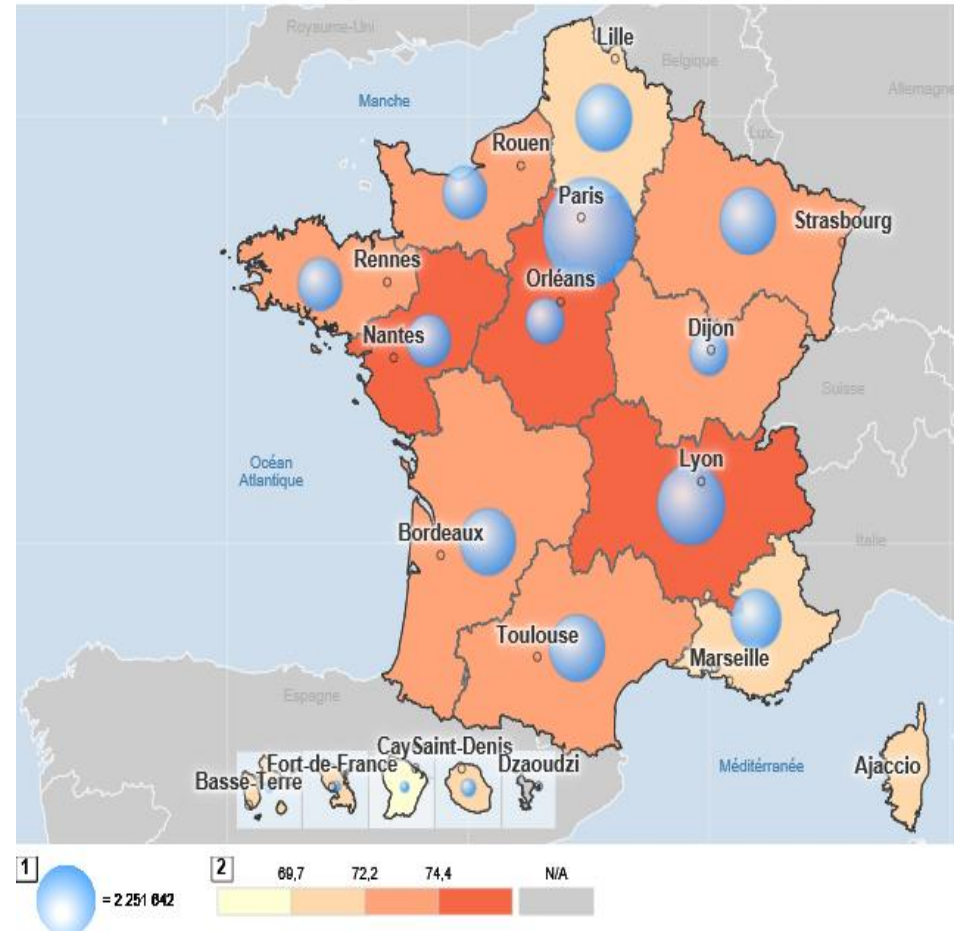 Royaume-Uni
Lille
Belgique
Manche
Allemagne
Lux.
Rouen
Paris
Strasbourg
Rennes
Orléans
Nantes
Dijon
Suisse
Océan
Atlantique
Lyon
Italie
Bordeaux
Toulouse
Marseille
Espagne
CaySaint-Denis
Fort-de-France
Dzaoudzi
Basse-Terre
Méditérranée
Ajaccio
1
= 2 251 642
2
69,7
72,2
74,4
N/A